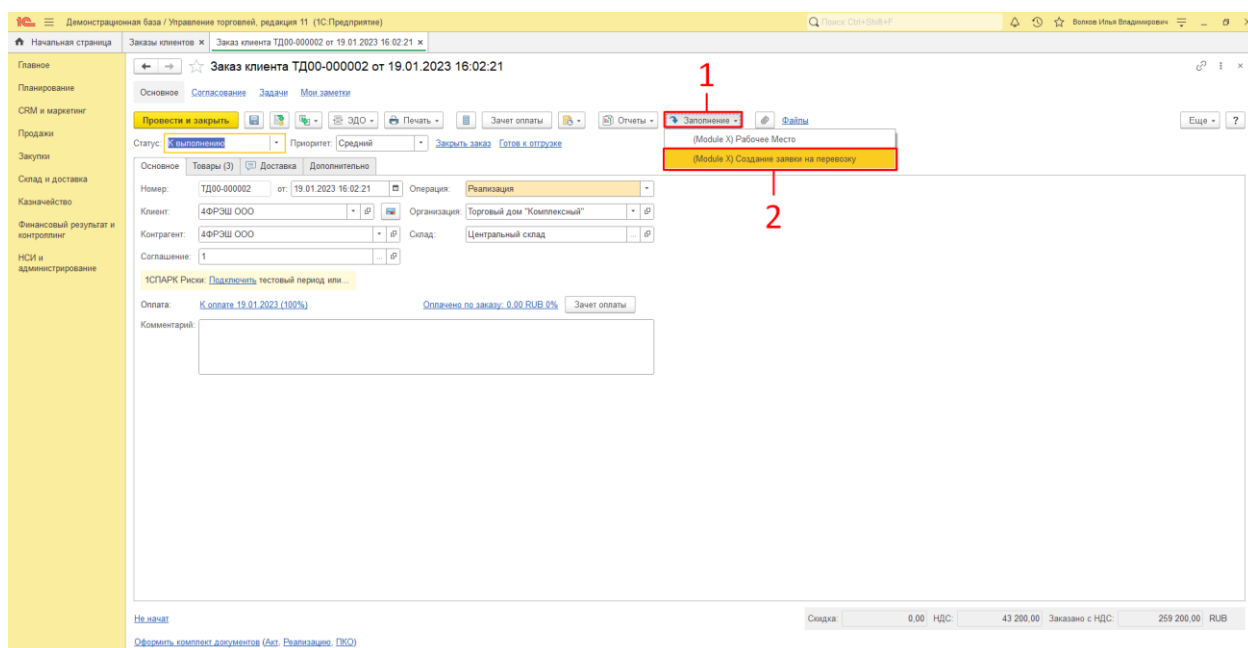 1С Демонстрационная база / Управление торговлей, редакция 11 (1С:Предприятие) Поиск Ctrl+Shift+F Волков Илья Владимирович
Начальная страница Заказы клиентов × Заказ клиента ТД00-000002 от 19.01.2023 16:02:21 ×
Главное
Планирование
CRM и маркетинг
Продажи
Закупки
Склад и доставка
Казначейство
Финансовый результат и
контроллинг
НСИ и
администрирование
Заказ клиента ТД00-000002 от 19.01.2023 16:02:21
1
Основное Согласование Задачи Мои заметки
Провести и закрыть ЭДО Печать Зачет оплаты Отчеты Заполнение Файлы Еще ?
(Module X) Рабочее Место
(Module X) Создание заявки на перевозку
2
Статус: К выполнению Приоритет: Средний Закрыть заказ Готов к отгрузке
Основное Товары (3) Доставка Дополнительно
Номер: ТД00-000002 от: 19.01.2023 16:02:21 Операция: Реализация
Клиент: 4ФРЭШ ООО Организация: Торговый дом "Комплексный"
Контрагент: 4ФРЭШ ООО Склад: Центральный склад
Соглашение: 1
1СПАРК Риски: Подключить тестовый период или...
Оплата: К оплате 19.01.2023 (100%) Оплачено по заказу: 0,00 RUB 0% Зачет оплаты
Комментарий:
Не начат Скидка: 0,00 НДС: 43 200,00 Заказано с НДС: 259 200,00 RUB
Оформить комплект документов (Акт, Реализацию, ПКО)